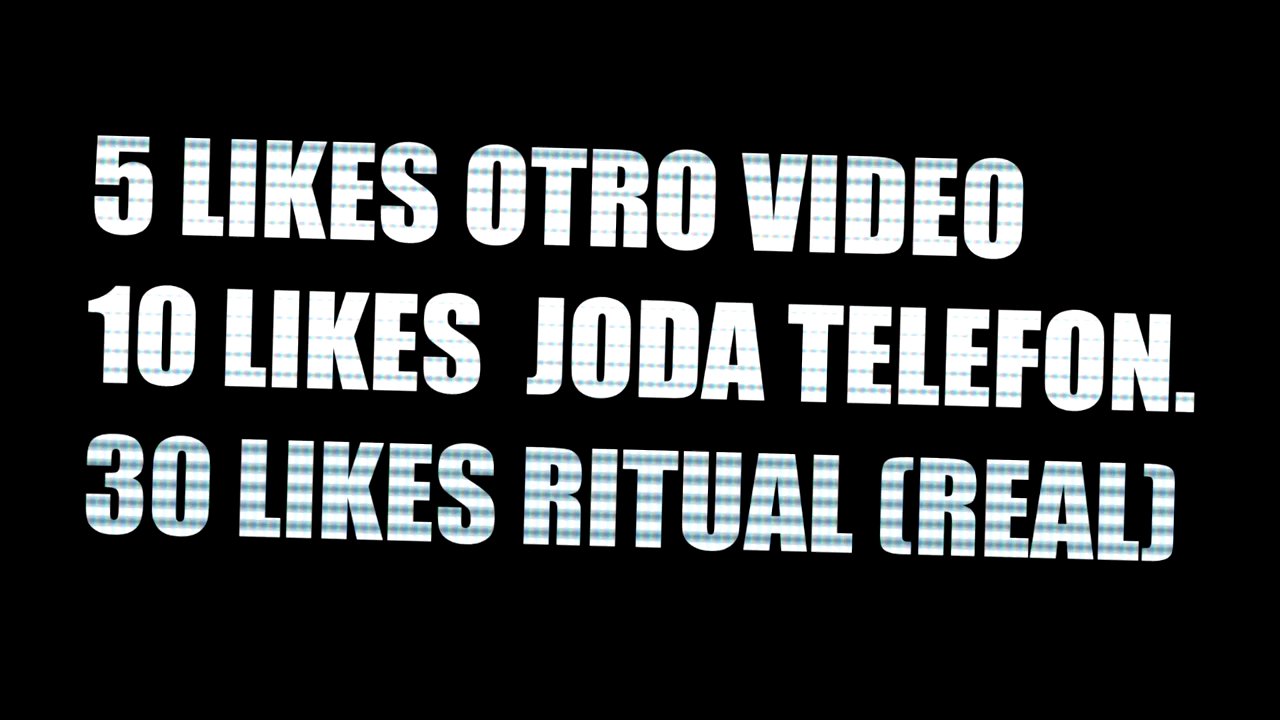 5 LIKES OTRO VIDEO
10 LIKES JODA TELEFON.
30 LIKES RITUAL (REAL)